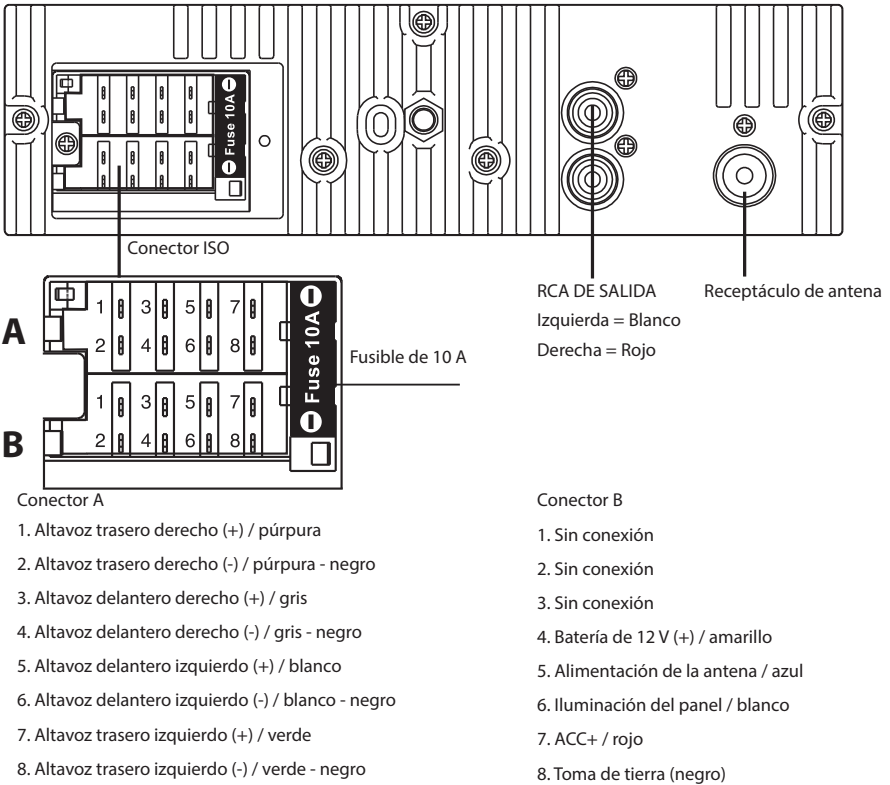 Fuse 10A
Conector ISO
RCA DE SALIDA
Izquierda = Blanco
Derecha = Rojo
Receptáculo de antena
A
1 3 5 7
2 4 6 8
B
1 3 5 7
2 4 6 8
Fuse 10A
Fusible de 10 A
Conector A
1. Altavoz trasero derecho (+) / púrpura
2. Altavoz trasero derecho (-) / púrpura - negro
3. Altavoz delantero derecho (+) / gris
4. Altavoz delantero derecho (-) / gris - negro
5. Altavoz delantero izquierdo (+) / blanco
6. Altavoz delantero izquierdo (-) / blanco - negro
7. Altavoz trasero izquierdo (+) / verde
8. Altavoz trasero izquierdo (-) / verde - negro
Conector B
1. Sin conexión
2. Sin conexión
3. Sin conexión
4. Batería de 12 V (+) / amarillo
5. Alimentación de la antena / azul
6. Iluminación del panel / blanco
7. ACC+ / rojo
8. Toma de tierra (negro)